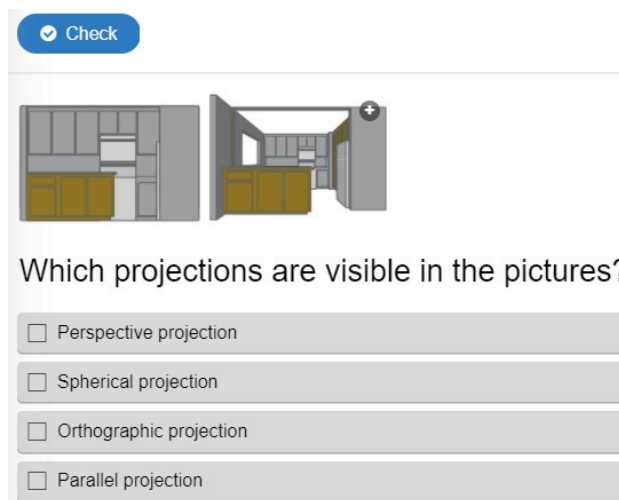 Check
Which projections are visible in the pictures?
Perspective projection
Spherical projection
Orthographic projection
Parallel projection